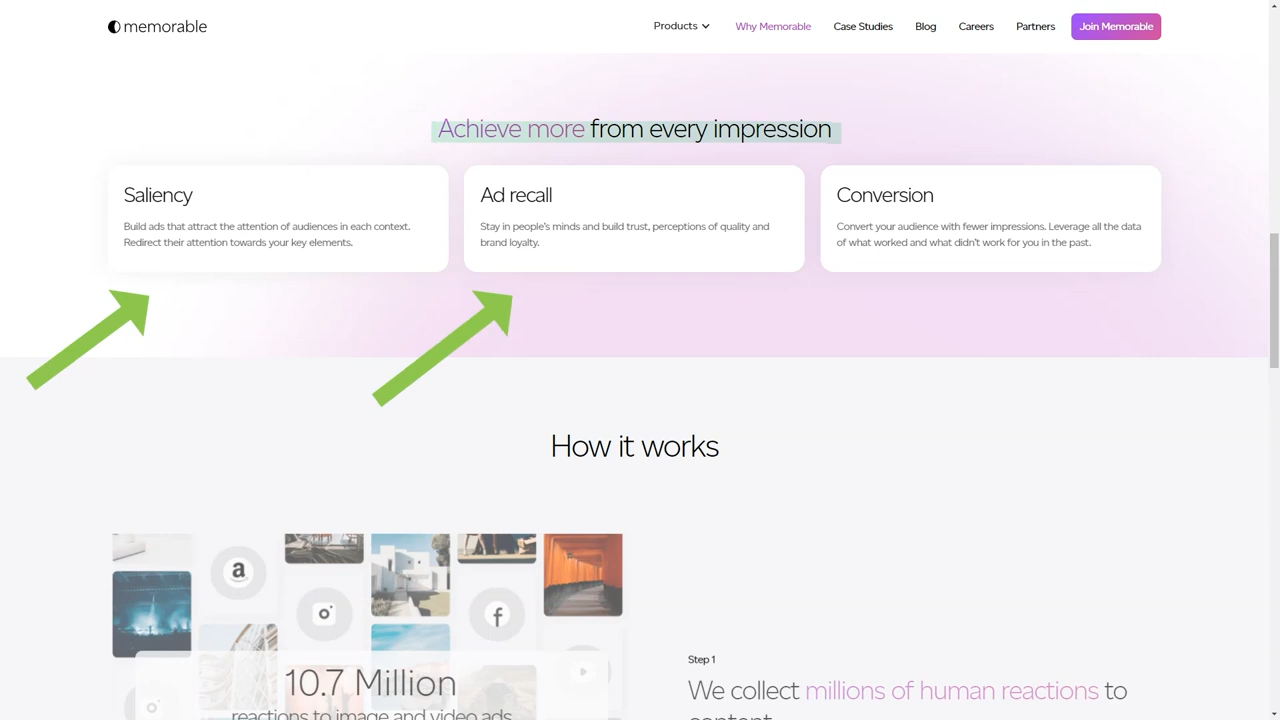 memorable
Products
Why Memorable
Case Studies
Blog
Careers
Partners
Join Memorable
Achieve more from every impression
Saliency
Build ads that attract the attention of audiences in each context.
Redirect their attention towards your key elements.
Ad recall
Stay in people's minds and build trust, perceptions of quality and
brand loyalty.
Conversion
Convert your audience with fewer impressions. Leverage all the data
of what worked and what didn't work for you in the past.
How it works
a
f
10.7 Million
reactions to image and video ads
Step 1
We collect millions of human reactions to
content